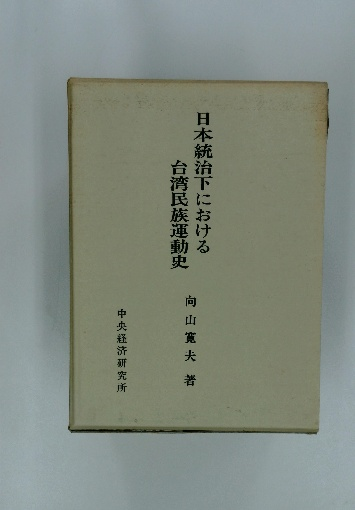 日本統治下における
台湾民族運動史
向山寛夫 著
中央経済研究所